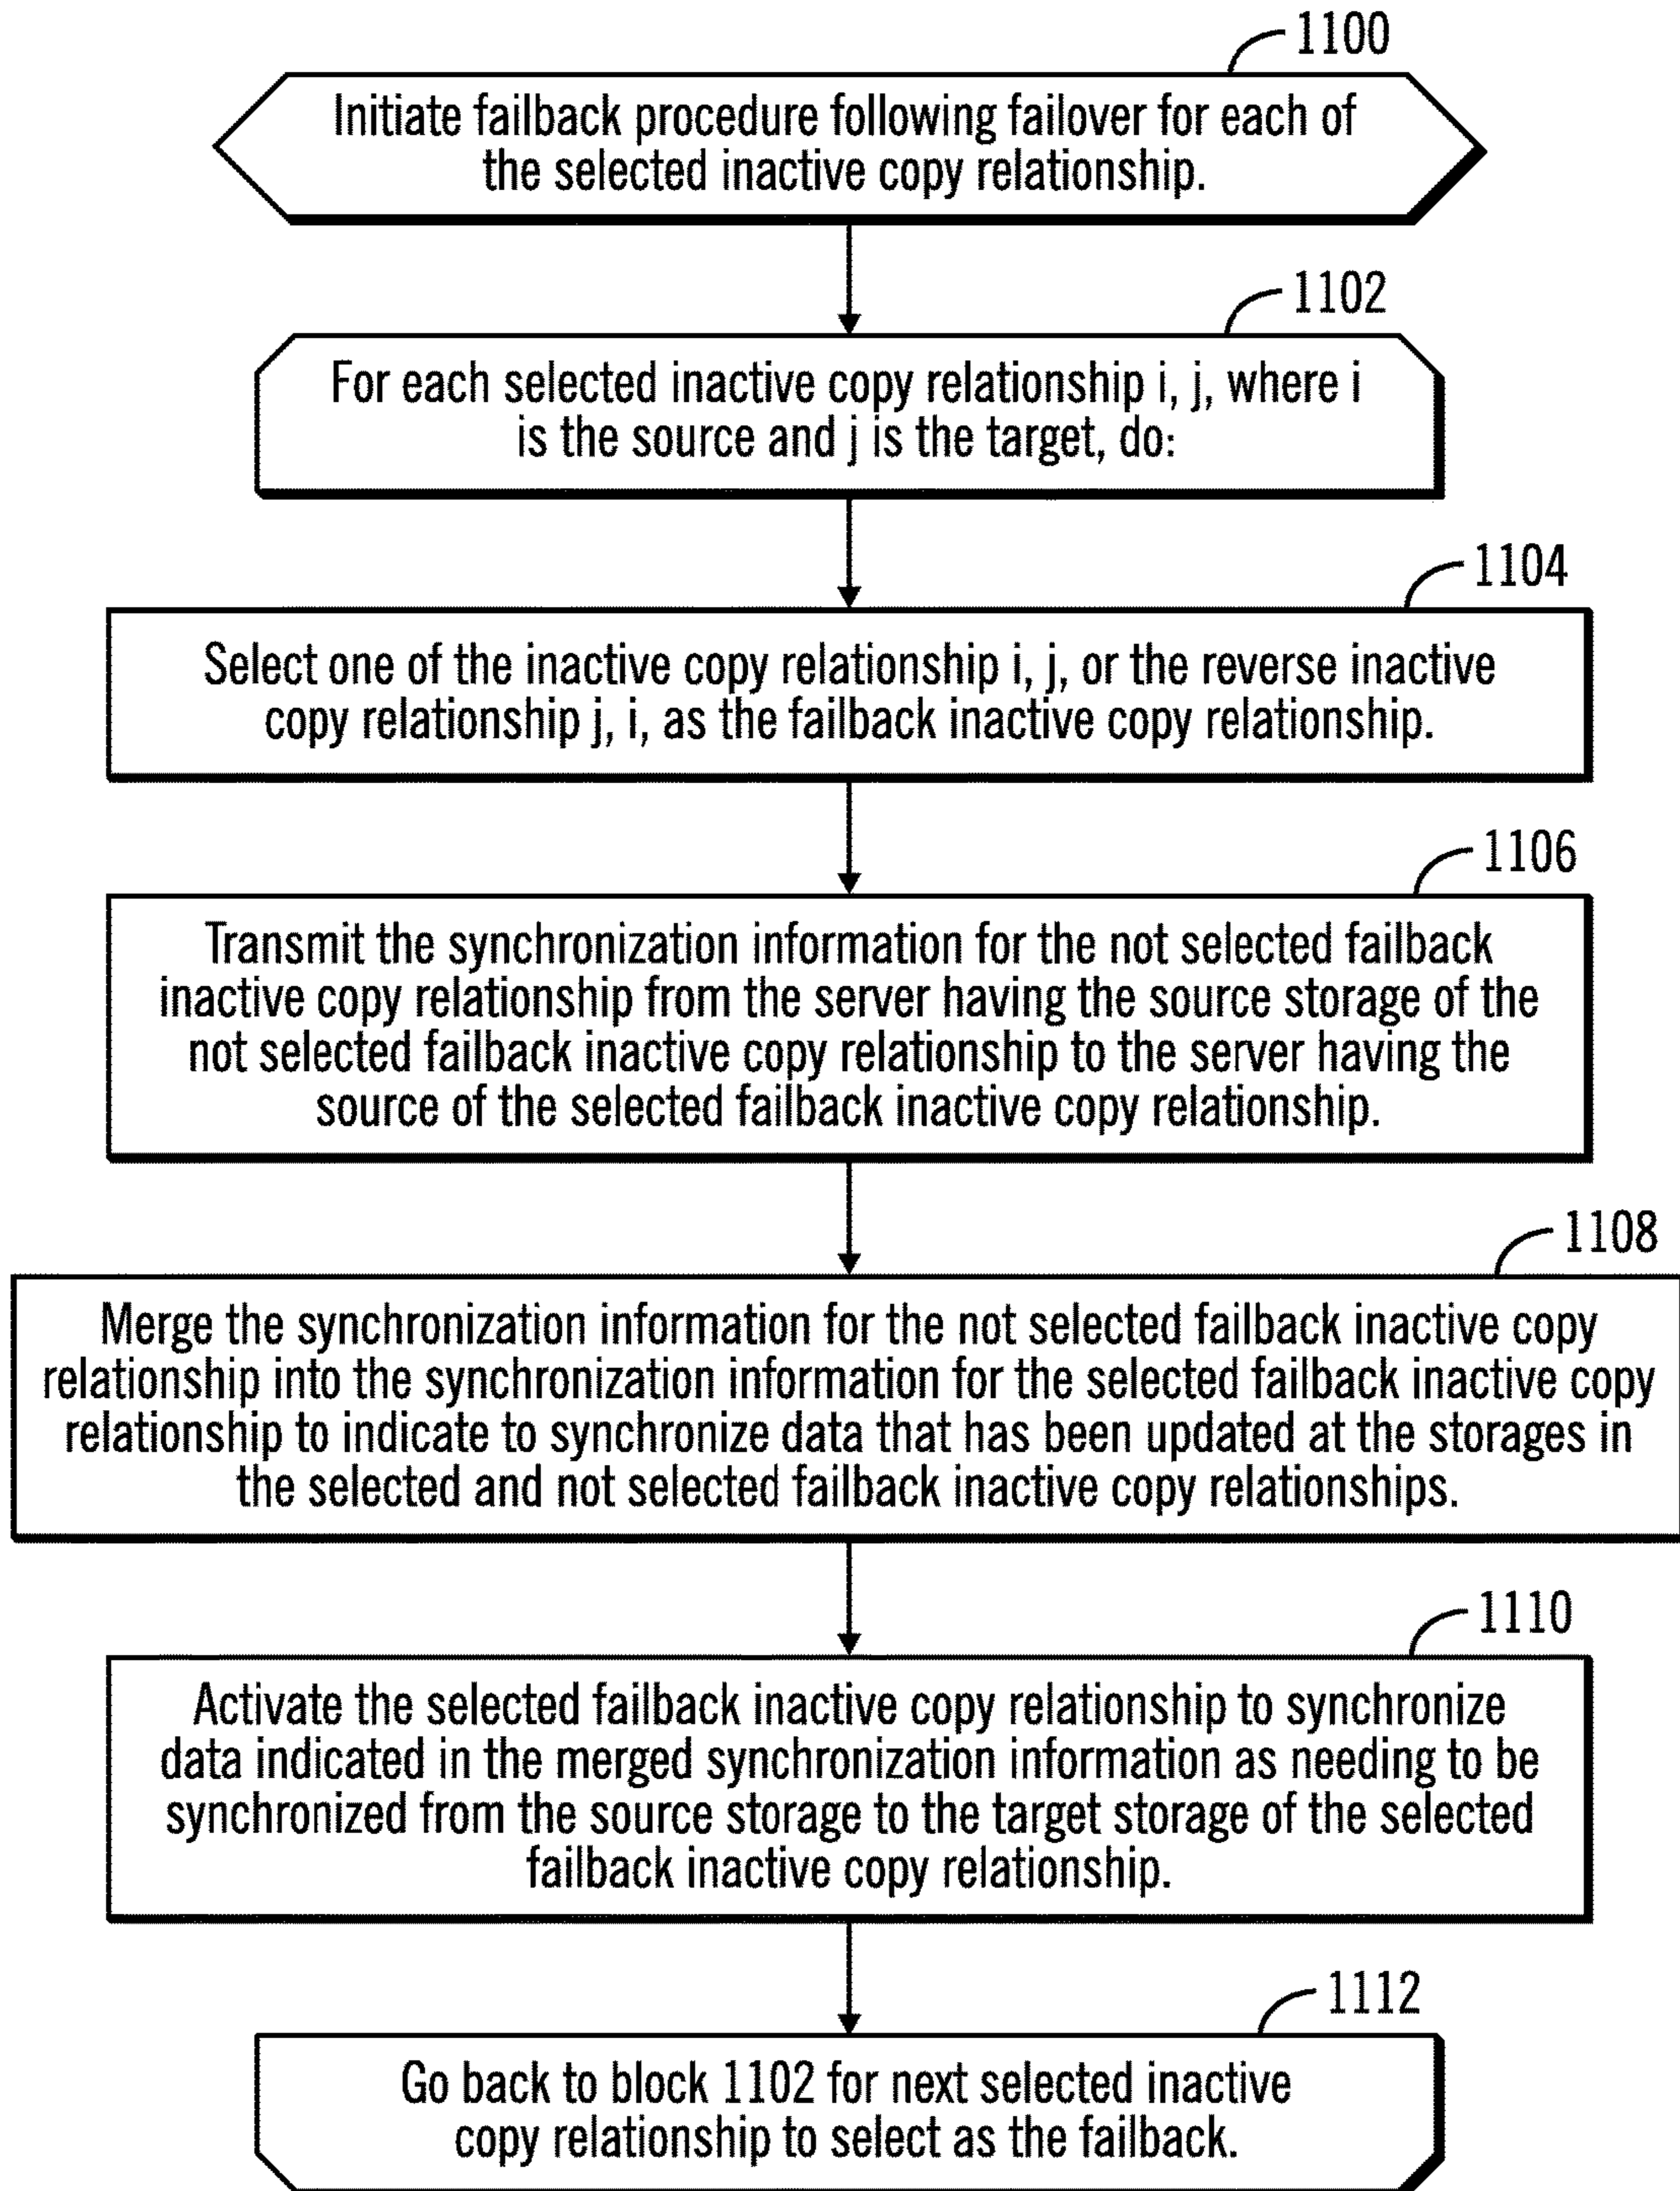 1100
Initiate failback procedure following failover for each of
the selected inactive copy relationship.
1102
For each selected inactive copy relationship i, j, where i
is the source and j is the target, do:
1104
Select one of the inactive copy relationship i, j, or the reverse inactive
copy relationship j, i, as the failback inactive copy relationship.
1106
Transmit the synchronization information for the not selected failback
inactive copy relationship from the server having the source storage of the
not selected failback inactive copy relationship to the server having the
source of the selected failback inactive copy relationship.
1108
Merge the synchronization information for the not selected failback inactive copy
relationship into the synchronization information for the selected failback inactive copy
relationship to indicate to synchronize data that has been updated at the storages in
the selected and not selected failback inactive copy relationships.
1110
Activate the selected failback inactive copy relationship to synchronize
data indicated in the merged synchronization information as needing to be
synchronized from the source storage to the target storage of the selected
failback inactive copy relationship.
1112
Go back to block 1102 for next selected inactive
copy relationship to select as the failback.